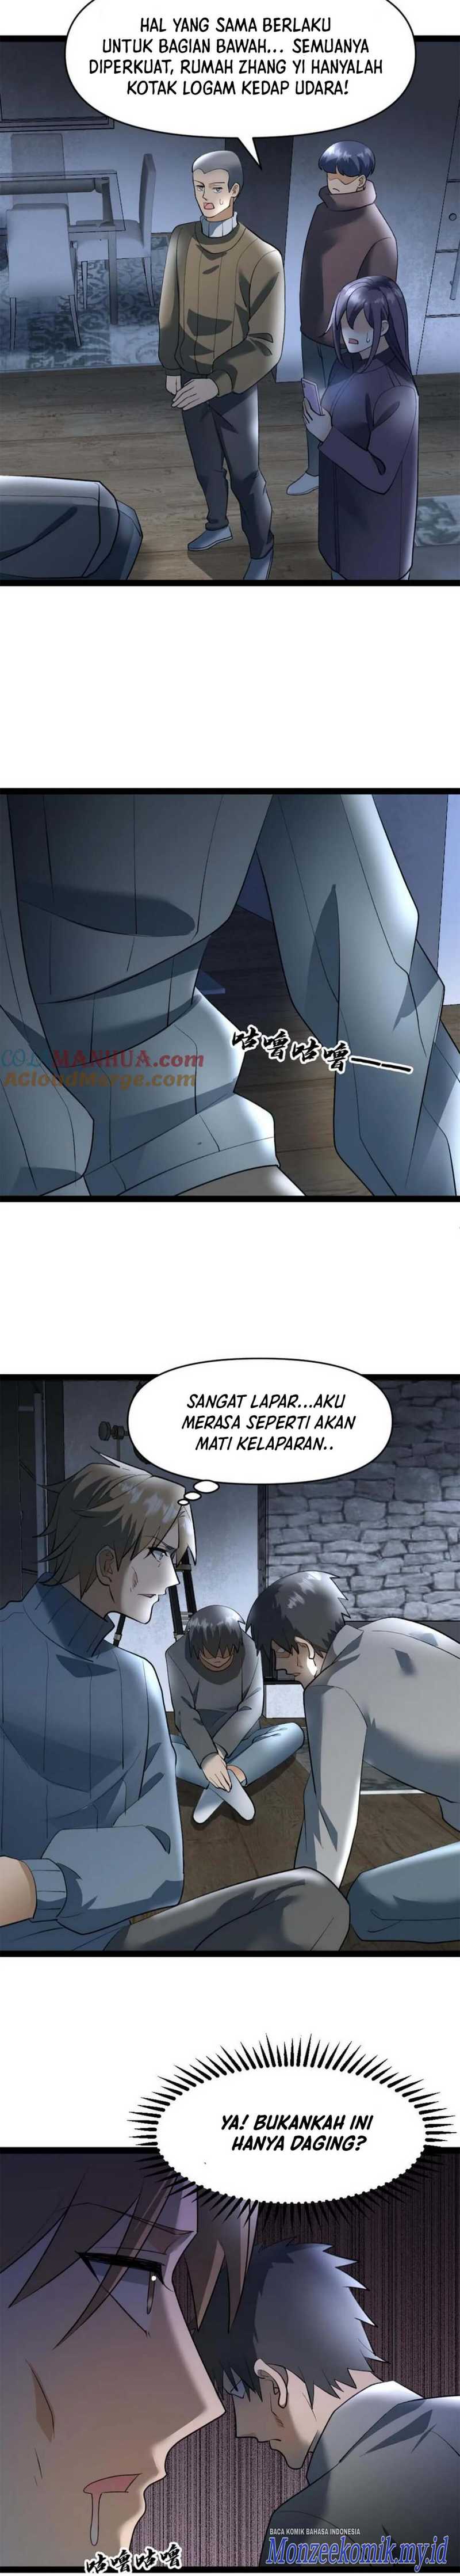 HAL YANG SAMA BERLAKU
UNTUK BAGIAN BAWAH... SEMUANYA
DIPERKUAT, RUMAH ZHANG YI HANYALAH
KOTAK LOGAM KEDAP UDARA!
咕噜咕噜——
COLAMANHUA.com
AcloudMerge.com
SANGAT LAPAR...AKU
MERASA SEPERTI AKAN
MATI KELAPARAN..
YA! BUKANKAH INI
HANYA DAGING?
BACA KOMIK BAHASA INDONESIA
Monzeekomik.my.id
咕噜咕噜